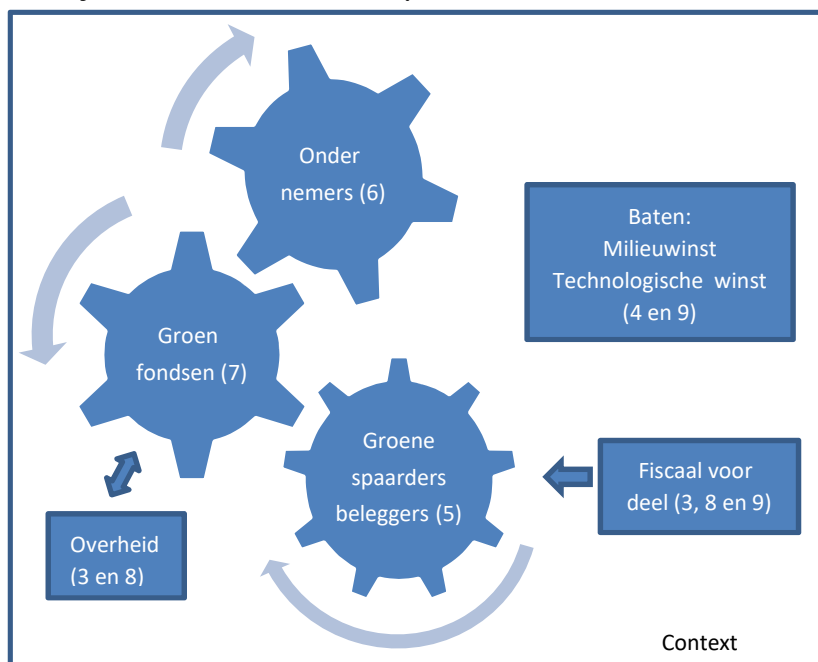 Onder
nemers (6)
Baten:
Milieuwinst
Technologische winst
(4 en 9)
Groen
fondsen (7)
Groene
spaarders
beleggers (5)
Fiscaal voor
deel (3, 8 en 9)
Overheid
(3 en 8)
Context